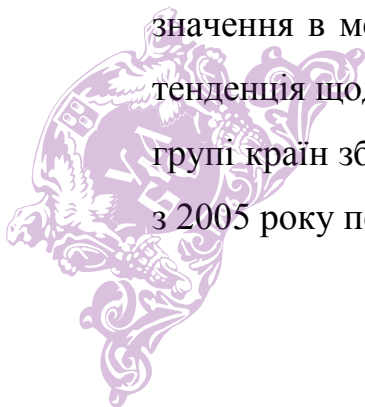 значення в м
тенденція щод
групі країн зб
з 2005 року п